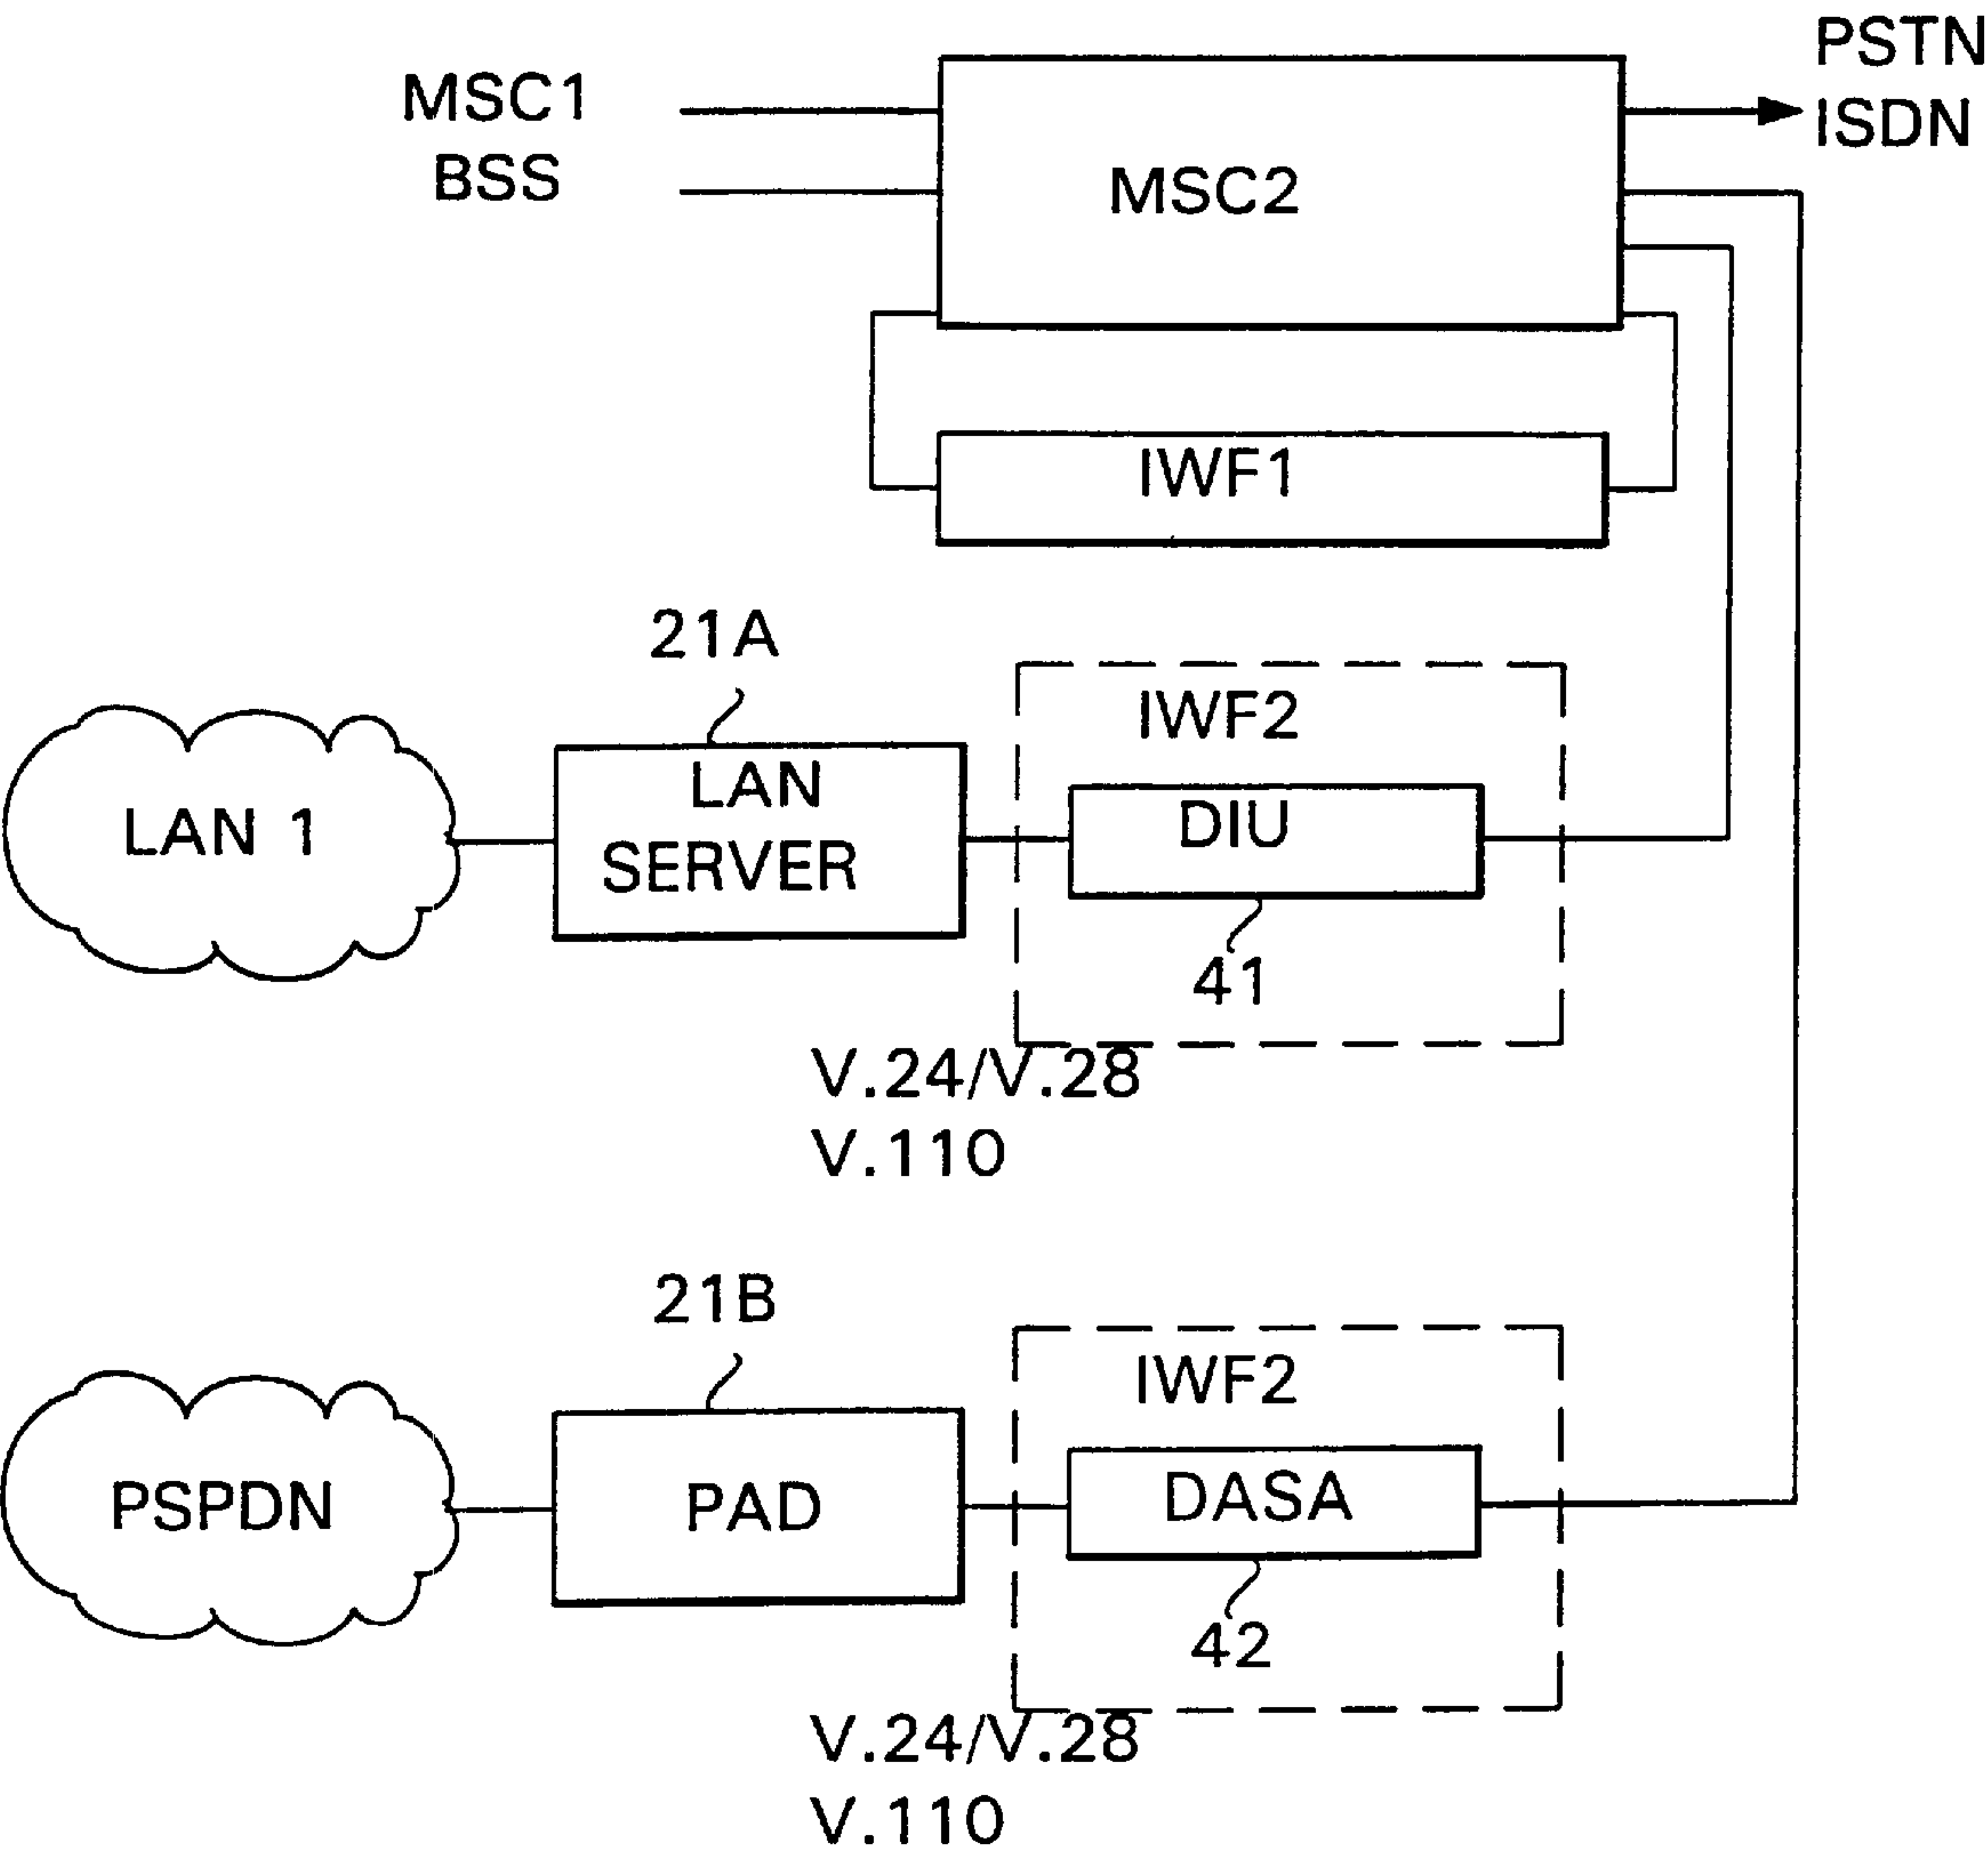 PSTN
MSC1
ISDN
BSS
MSC2
IWF1
21A
IWF2
LAN
SERVER
DIU
LAN 1
41
V.24/V.28
V.110
21B
IWF2
PSPDN
PAD
DASA
42
V.24/V.28
V.110